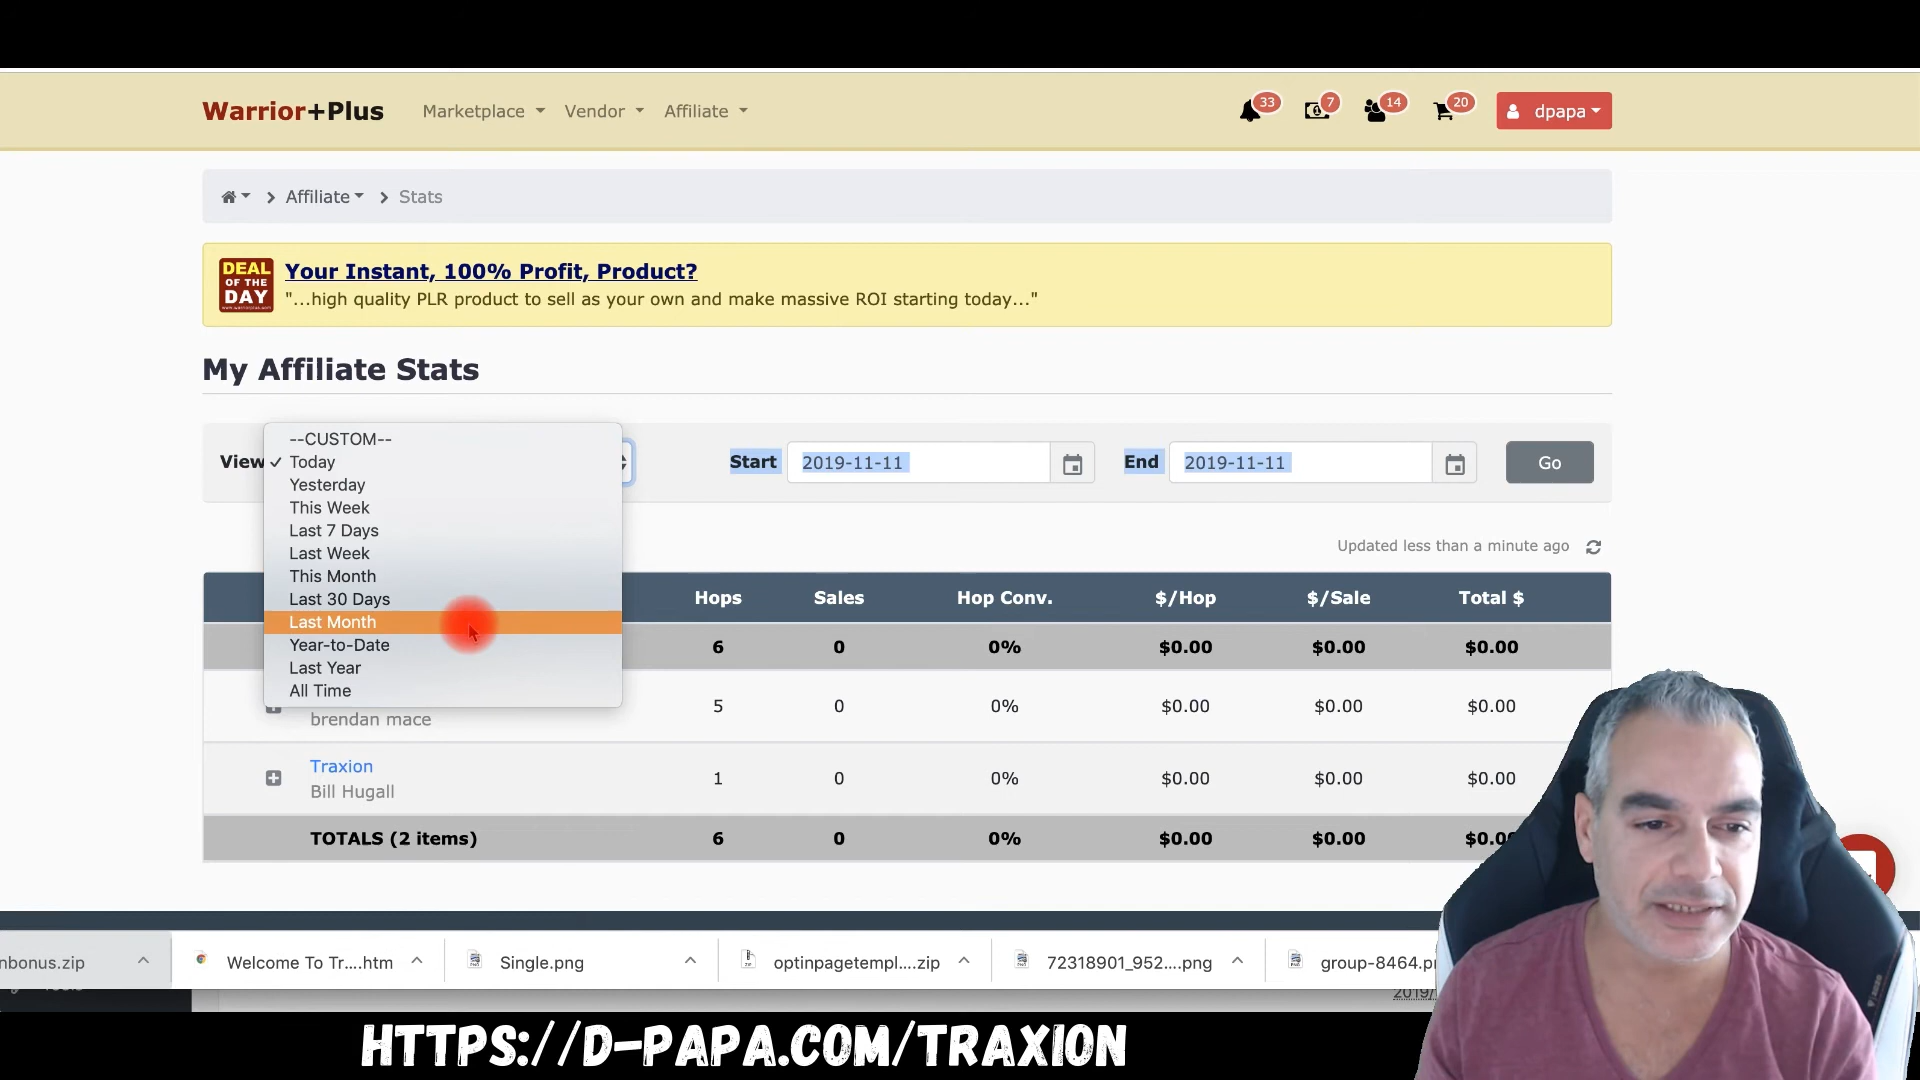 Warrior+Plus Marketplace Vendor Affiliate 33 7 14 20 dpapa
Affiliate Stats
DEAL OF THE DAY
Your Instant, 100% Profit, Product?
"...high quality PLR product to sell as your own and make massive ROI starting today..."
My Affiliate Stats
View Start 2019-11-11 End 2019-11-11 Go
--CUSTOM--
Today
Yesterday
This Week
Last 7 Days
Last Week
This Month
Last 30 Days
Last Month
Year-to-Date
Last Year
All Time
Updated less than a minute ago
Hops Sales Hop Conv. $/Hop $/Sale Total $
6 0 0% $0.00 $0.00 $0.00
5 0 0% $0.00 $0.00 $0.00
brendan mace
Traxion 1 0 0% $0.00 $0.00 $0.00
Bill Hugall
TOTALS (2 items) 6 0 0% $0.00 $0.00 $0.00
nbonus.zip Welcome To Tr....htm Single.png optinpagetempl....zip 72318901_952....png group-8464.p
2019/
HTTPS://D-PAPA.COM/TRAXION